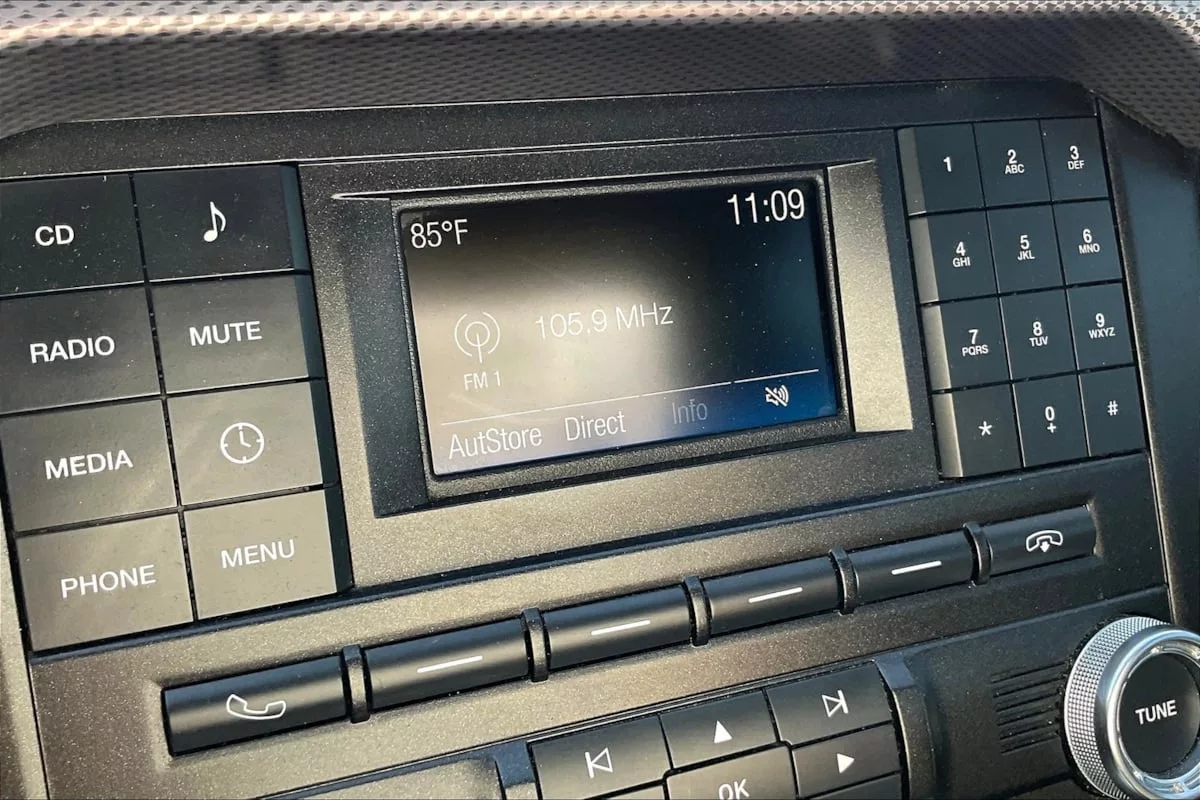 85°F
11:09
105.9 MHz
FM 1
AutStore Direct Info
CD
RADIO
MUTE
MEDIA
PHONE
MENU
1
2
ABC
3
DEF
4
GHI
5
JKL
6
MNO
7
PQRS
8
TUV
9
WXYZ
*
0
+
#
OK
TUNE